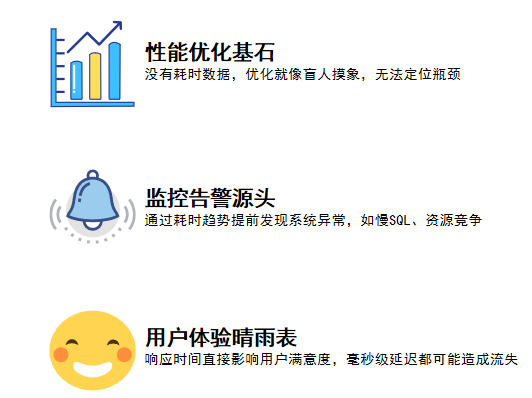 性能优化基石
没有耗时数据，优化就像盲人摸象，无法定位瓶颈
监控告警源头
通过耗时趋势提前发现系统异常，如慢SQL、资源竞争
用户体验晴雨表
响应时间直接影响用户满意度，毫秒级延迟都可能造成流失